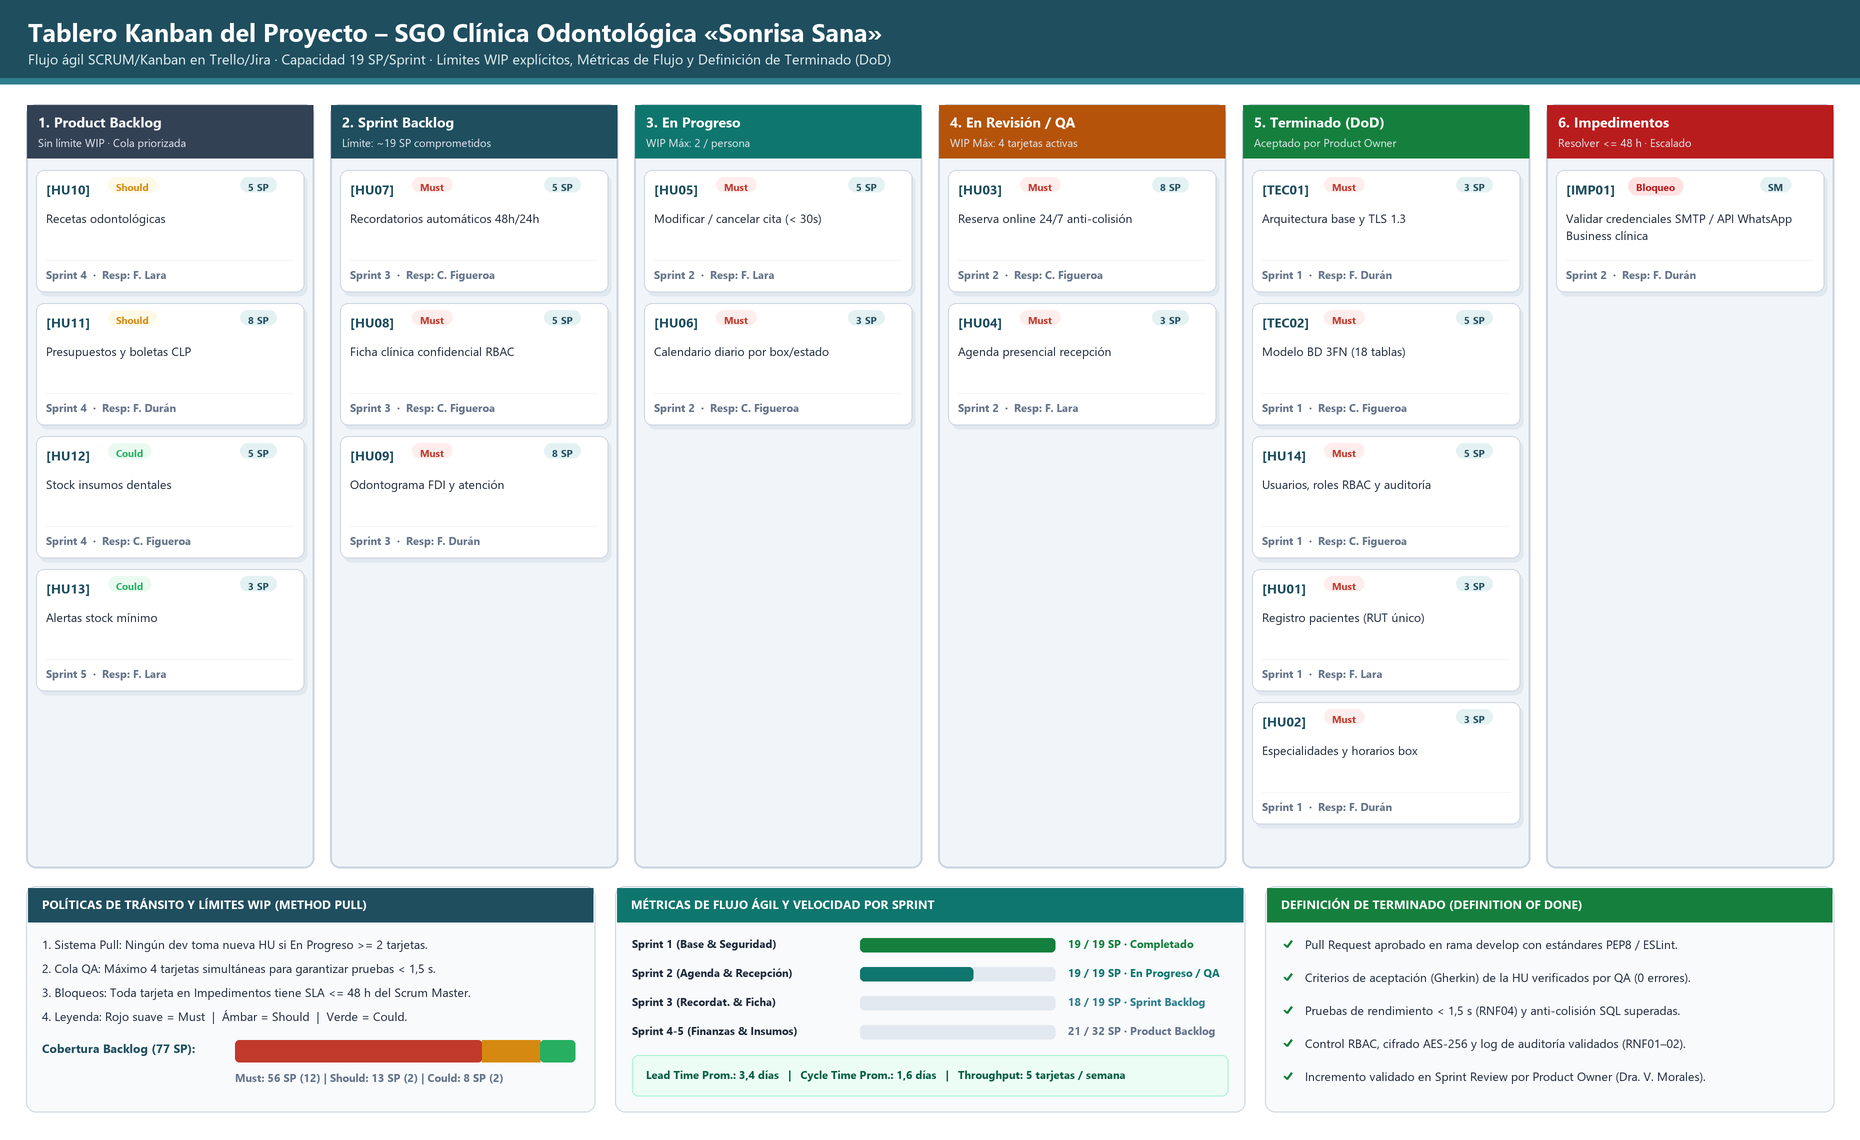 Tablero Kanban del Proyecto – SGO Clínica Odontológica «Sonrisa Sana»
Flujo ágil SCRUM/Kanban en Trello/Jira · Capacidad 19 SP/Sprint · Límites WIP explícitos, Métricas de Flujo y Definición de Terminado (DoD)
1. Product Backlog
Sin límite WIP · Cola priorizada
[HU10] Should 5 SP
Recetas odontológicas
Sprint 4 · Resp: F. Lara
[HU11] Should 8 SP
Presupuestos y boletas CLP
Sprint 4 · Resp: F. Durán
[HU12] Could 5 SP
Stock insumos dentales
Sprint 4 · Resp: C. Figueroa
[HU13] Could 3 SP
Alertas stock mínimo
Sprint 5 · Resp: F. Lara
2. Sprint Backlog
Límite: ~19 SP comprometidos
[HU07] Must 5 SP
Recordatorios automáticos 48h/24h
Sprint 3 · Resp: C. Figueroa
[HU08] Must 5 SP
Ficha clínica confidencial RBAC
Sprint 3 · Resp: C. Figueroa
[HU09] Must 8 SP
Odontograma FDI y atención
Sprint 3 · Resp: F. Durán
3. En Progreso
WIP Máx: 2 / persona
[HU05] Must 5 SP
Modificar / cancelar cita (< 30s)
Sprint 2 · Resp: F. Lara
[HU06] Must 3 SP
Calendario diario por box/estado
Sprint 2 · Resp: C. Figueroa
4. En Revisión / QA
WIP Máx: 4 tarjetas activas
[HU03] Must 8 SP
Reserva online 24/7 anti-colisión
Sprint 2 · Resp: C. Figueroa
[HU04] Must 3 SP
Agenda presencial recepción
Sprint 2 · Resp: F. Lara
5. Terminado (DoD)
Aceptado por Product Owner
[TEC01] Must 3 SP
Arquitectura base y TLS 1.3
Sprint 1 · Resp: F. Durán
[TEC02] Must 5 SP
Modelo BD 3FN (18 tablas)
Sprint 1 · Resp: C. Figueroa
[HU14] Must 5 SP
Usuarios, roles RBAC y auditoría
Sprint 1 · Resp: C. Figueroa
[HU01] Must 3 SP
Registro pacientes (RUT único)
Sprint 1 · Resp: F. Lara
[HU02] Must 3 SP
Especialidades y horarios box
Sprint 1 · Resp: F. Durán
6. Impedimentos
Resolver <= 48 h · Escalado
[IMP01] Bloqueo SM
Validar credenciales SMTP / API WhatsApp
Business clínica
Sprint 2 · Resp: F. Durán
POLÍTICAS DE TRÁNSITO Y LÍMITES WIP (METHOD PULL)
1. Sistema Pull: Ningún dev toma nueva HU si En Progreso >= 2 tarjetas.
2. Cola QA: Máximo 4 tarjetas simultáneas para garantizar pruebas < 1,5 s.
3. Bloqueos: Toda tarjeta en Impedimentos tiene SLA <= 48 h del Scrum Master.
4. Leyenda: Rojo suave = Must | Ámbar = Should | Verde = Could.
Cobertura Backlog (77 SP):
Must: 56 SP (12) | Should: 13 SP (2) | Could: 8 SP (2)
MÉTRICAS DE FLUJO ÁGIL Y VELOCIDAD POR SPRINT
Sprint 1 (Base & Seguridad) 19 / 19 SP · Completado
Sprint 2 (Agenda & Recepción) 19 / 19 SP · En Progreso / QA
Sprint 3 (Recordat. & Ficha) 18 / 19 SP · Sprint Backlog
Sprint 4-5 (Finanzas & Insumos) 21 / 32 SP · Product Backlog
Lead Time Prom.: 3,4 días | Cycle Time Prom.: 1,6 días | Throughput: 5 tarjetas / semana
DEFINICIÓN DE TERMINADO (DEFINITION OF DONE)
✔ Pull Request aprobado en rama develop con estándares PEP8 / ESLint.
✔ Criterios de aceptación (Gherkin) de la HU verificados por QA (0 errores).
✔ Pruebas de rendimiento < 1,5 s (RNF04) y anti-colisión SQL superadas.
✔ Control RBAC, cifrado AES-256 y log de auditoría validados (RNF01–02).
✔ Incremento validado en Sprint Review por Product Owner (Dra. V. Morales).